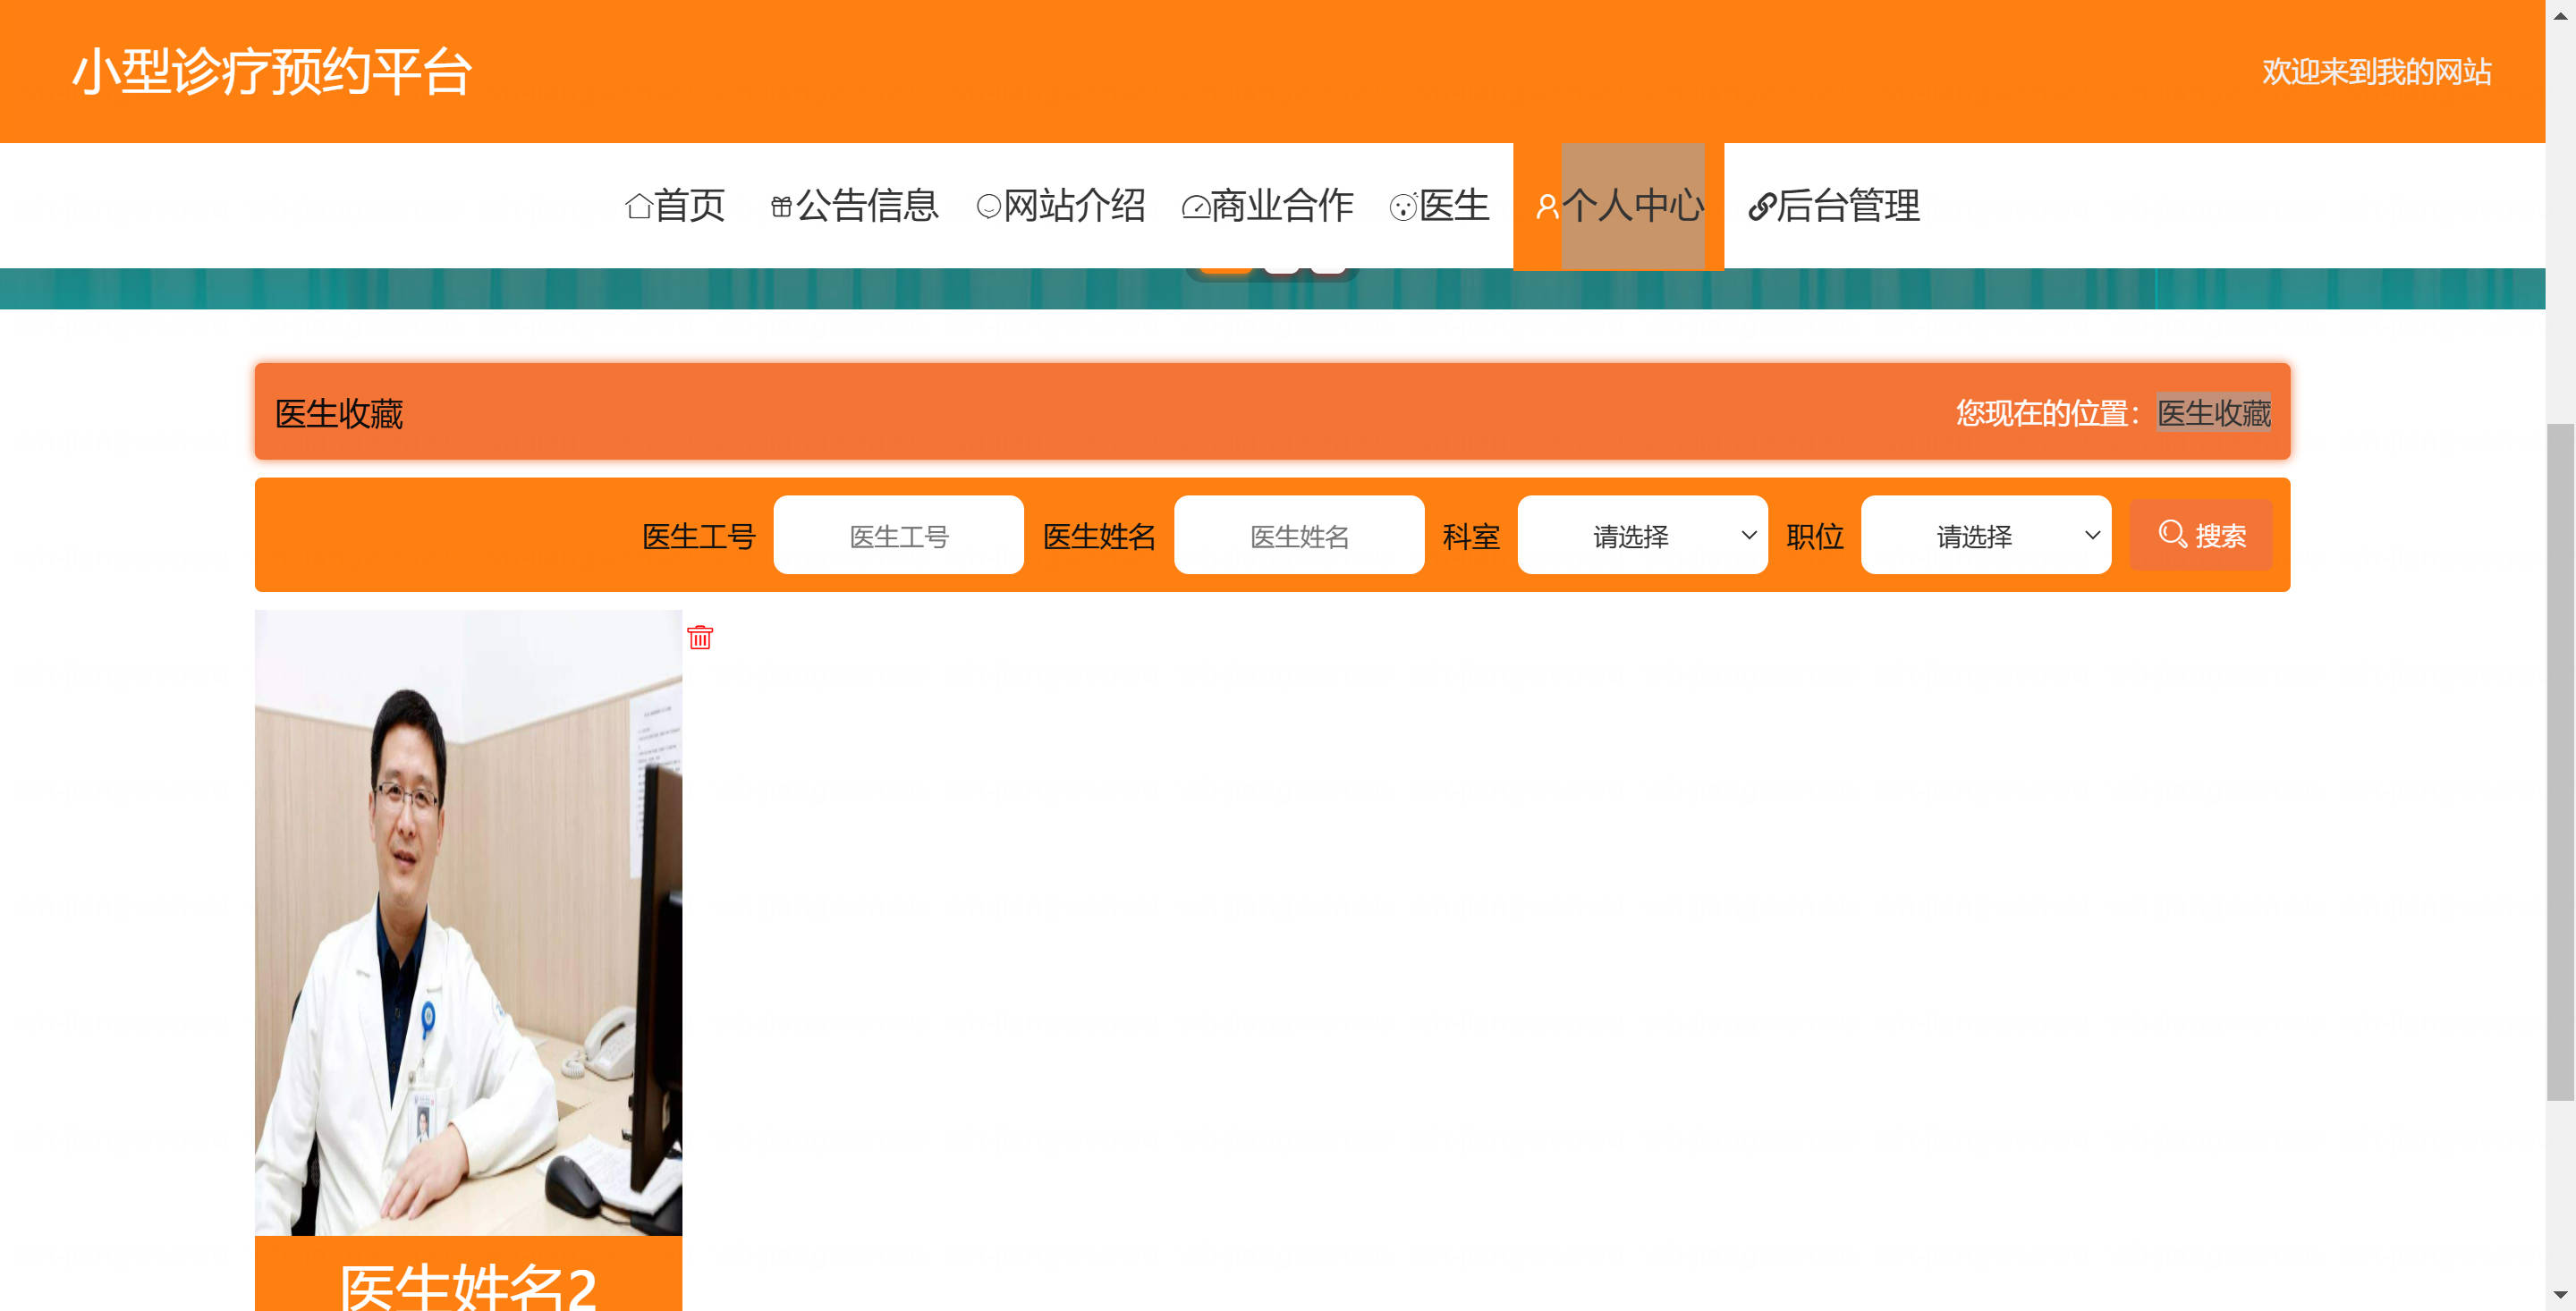 小型诊疗预约平台
欢迎来到我的网站
首页 公告信息 网站介绍 商业合作 医生 个人中心 后台管理
医生收藏
您现在的位置： 医生收藏
医生工号 医生工号 医生姓名 医生姓名 科室 请选择 职位 请选择 搜索
医生姓名2